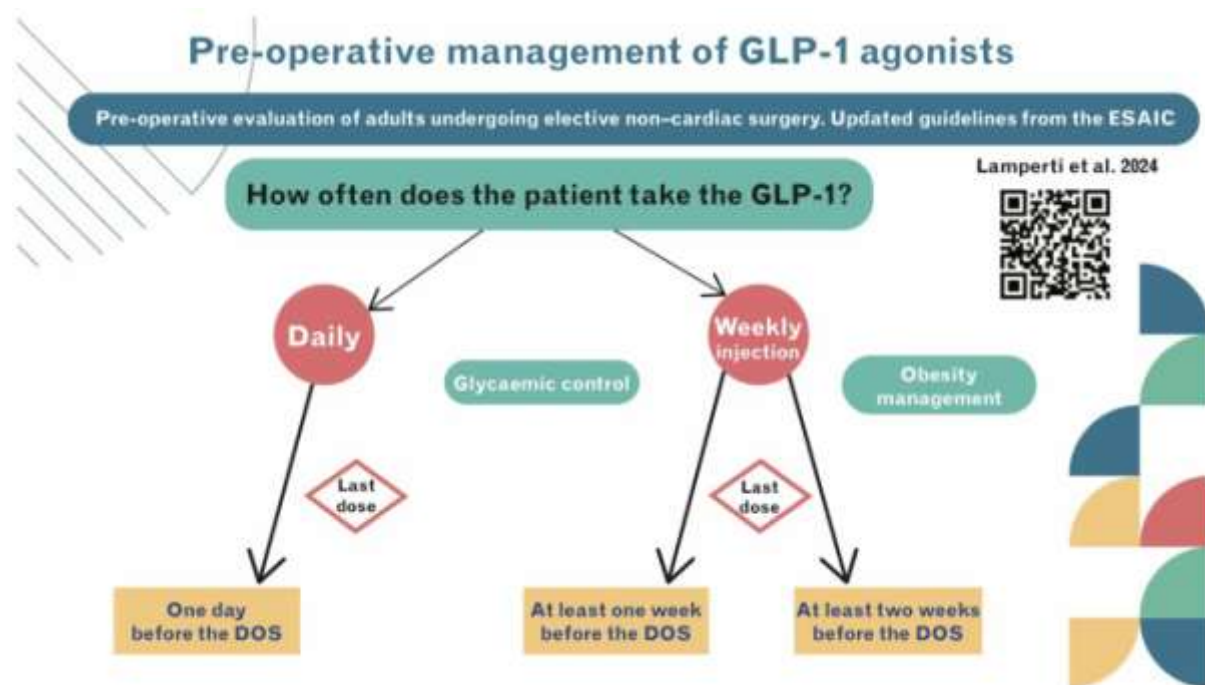 Pre-operative management of GLP-1 agonists
Pre-operative evaluation of adults undergoing elective non–cardiac surgery. Updated guidelines from the ESAIC
Lamperti et al. 2024
How often does the patient take the GLP-1?
Daily
Weekly
injection
Glycaemic control
Obesity
management
Last
dose
Last
dose
One day
before the DOS
At least one week
before the DOS
At least two weeks
before the DOS